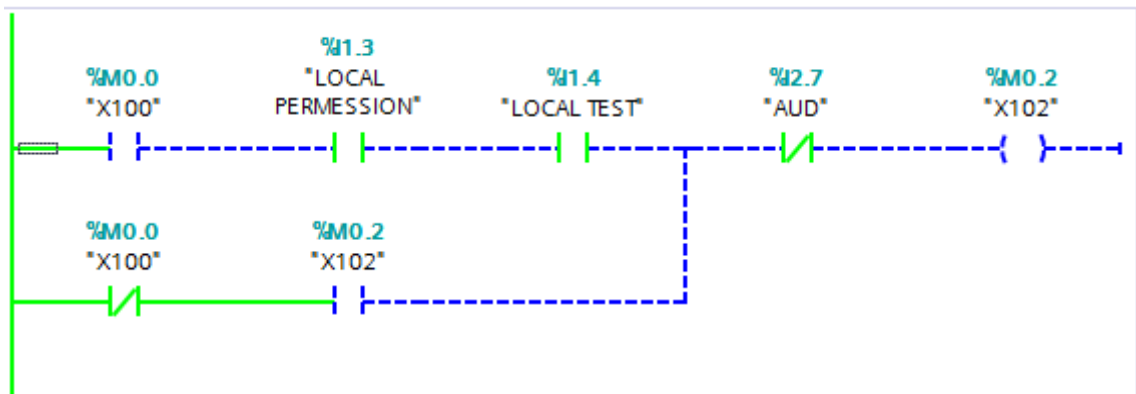 %M0.0
"X100"
%I1.3
"LOCAL
PERMESSION"
%I1.4
"LOCAL TEST"
%I2.7
"AUD"
%M0.2
"X102"
%M0.0
"X100"
%M0.2
"X102"